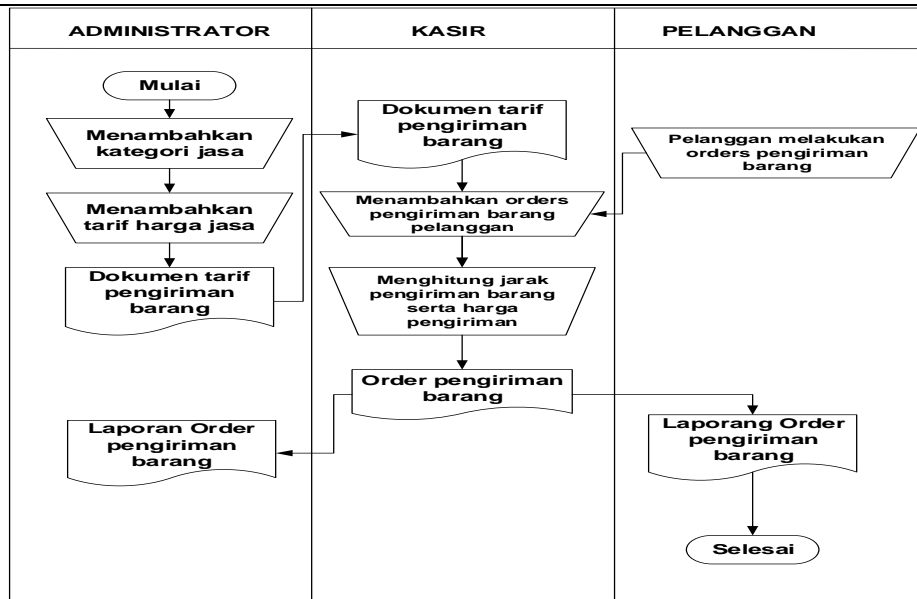 ADMINISTRATOR
KASIR
PELANGGAN
Mulai
Menambahkan
kategori jasa
Menambahkan
tarif harga jasa
Dokumen tarif
pengiriman
barang
Laporan Order
pengiriman
barang
Dokumen tarif
pengiriman
barang
Menambahkan orders
pengiriman barang
pelanggan
Menghitung jarak
pengiriman barang
serta harga
pengiriman
Order pengiriman
barang
Pelanggan melakukan
orders pengiriman
barang
Laporang Order
pengiriman
barang
Selesai